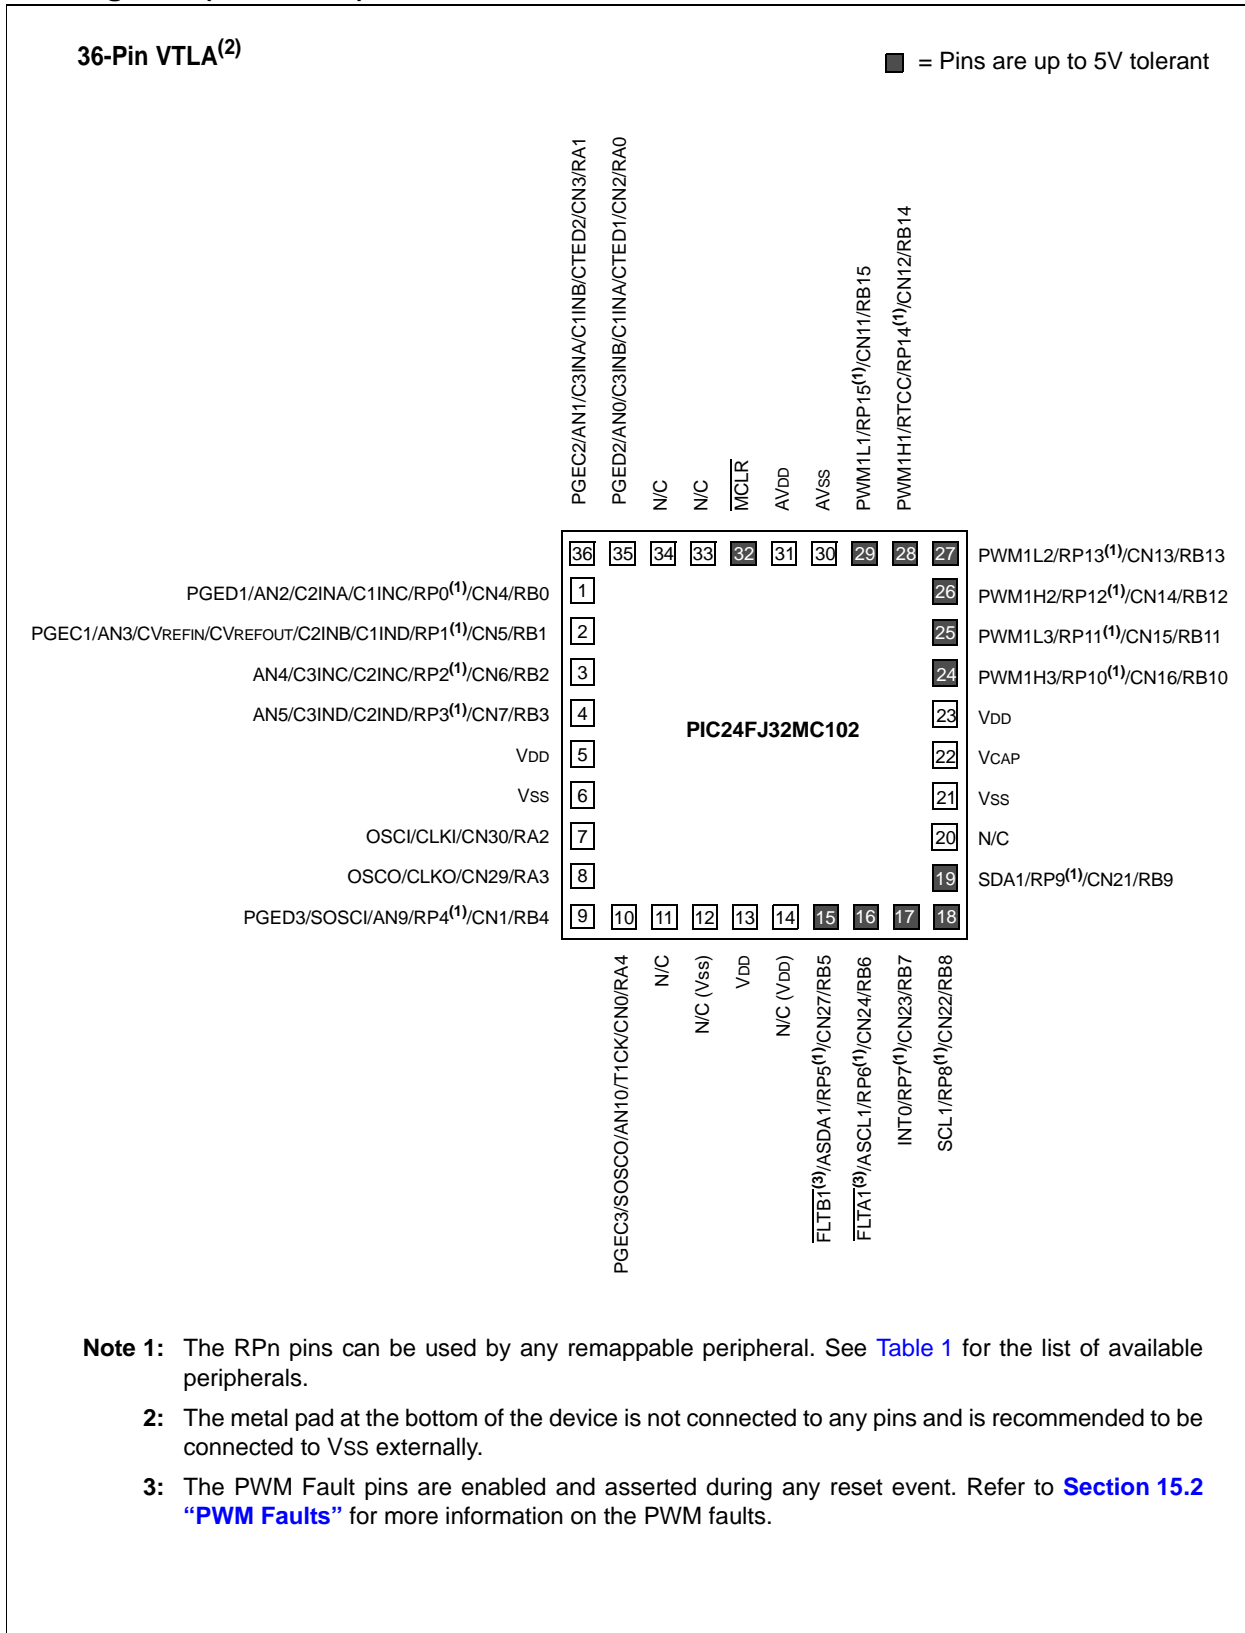 36-Pin VTLA(2)
= Pins are up to 5V tolerant
PGEC2/AN1/C3INA/C1INB/CTED2/CN3/RA1
PGED2/AN0/C3INB/C1INA/CTED1/CN2/RA0
N/C
N/C
MCLR
AVDD
AVSS
PWM1L1/RP15(1)/CN11/RB15
PWM1H1/RTCC/RP14(1)/CN12/RB14
36 35 34 33 32 31 30 29 28 27 PWM1L2/RP13(1)/CN13/RB13
PGED1/AN2/C2INA/C1INC/RP0(1)/CN4/RB0 1 26 PWM1H2/RP12(1)/CN14/RB12
PGEC1/AN3/CVREFIN/CVREFOUT/C2INB/C1IND/RP1(1)/CN5/RB1 2 25 PWM1L3/RP11(1)/CN15/RB11
AN4/C3INC/C2INC/RP2(1)/CN6/RB2 3 24 PWM1H3/RP10(1)/CN16/RB10
AN5/C3IND/C2IND/RP3(1)/CN7/RB3 4 PIC24FJ32MC102 23 VDD
VDD 5 22 VCAP
VSS 6 21 VSS
OSCI/CLKI/CN30/RA2 7 20 N/C
OSCO/CLKO/CN29/RA3 8 19 SDA1/RP9(1)/CN21/RB9
PGED3/SOSCI/AN9/RP4(1)/CN1/RB4 9 10 11 12 13 14 15 16 17 18
PGEC3/SOSCO/AN10/T1CK/CN0/RA4
N/C
N/C (Vss)
VDD
N/C (VDD)
FLTB1(3)/ASDA1/RP5(1)/CN27/RB5
FLTA1(3)/ASCL1/RP6(1)/CN24/RB6
INT0/RP7(1)/CN23/RB7
SCL1/RP8(1)/CN22/RB8
Note 1: The RPn pins can be used by any remappable peripheral. See Table 1 for the list of available
peripherals.
2: The metal pad at the bottom of the device is not connected to any pins and is recommended to be
connected to VSS externally.
3: The PWM Fault pins are enabled and asserted during any reset event. Refer to Section 15.2
“PWM Faults” for more information on the PWM faults.